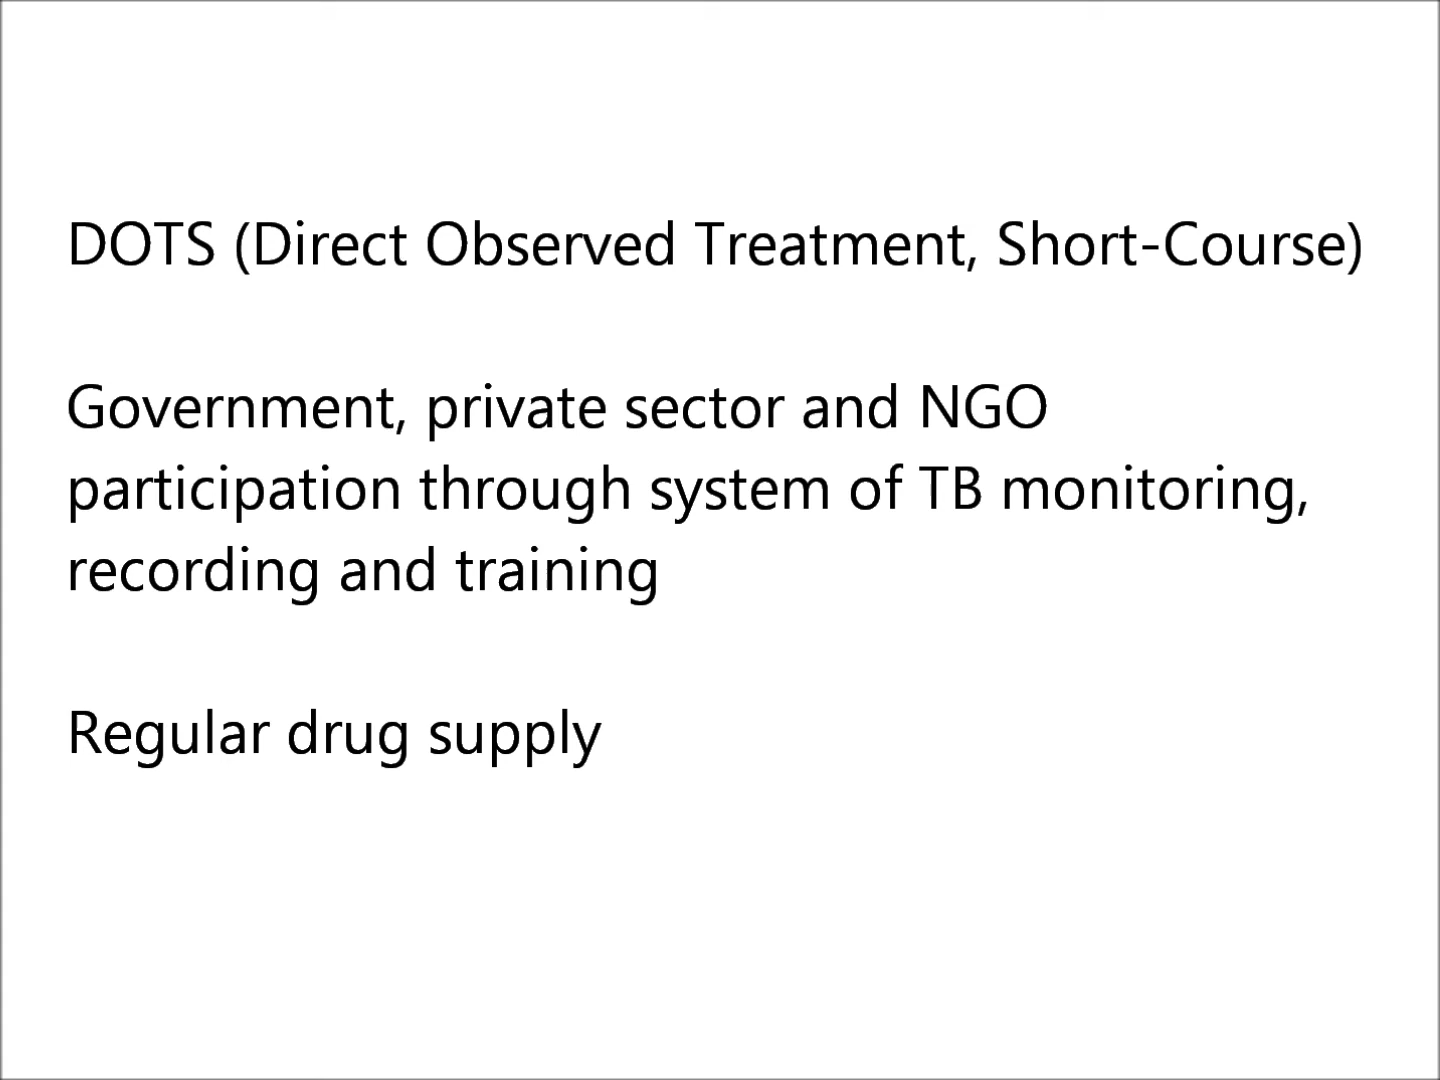 DOTS (Direct Observed Treatment, Short-Course)
Government, private sector and NGO
participation through system of TB monitoring,
recording and training
Regular drug supply